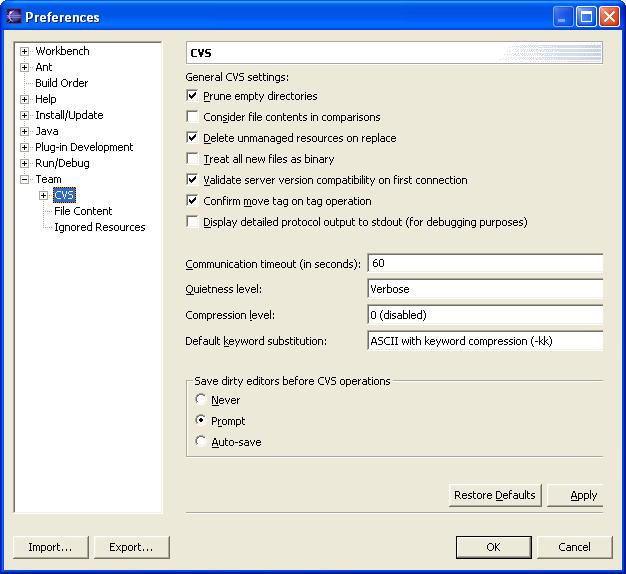 Preferences
Workbench
Ant
Build Order
Help
Install/Update
Java
Plug-in Development
Run/Debug
Team
CVS
File Content
Ignored Resources
CVS
General CVS settings:
Prune empty directories
Consider file contents in comparisons
Delete unmanaged resources on replace
Treat all new files as binary
Validate server version compatibility on first connection
Confirm move tag on tag operation
Display detailed protocol output to stdout (for debugging purposes)
Communication timeout (in seconds): 60
Quietness level: Verbose
Compression level: 0 (disabled)
Default keyword substitution: ASCII with keyword compression (-kk)
Save dirty editors before CVS operations
Never
Prompt
Auto-save
Restore Defaults Apply
Import... Export... OK Cancel